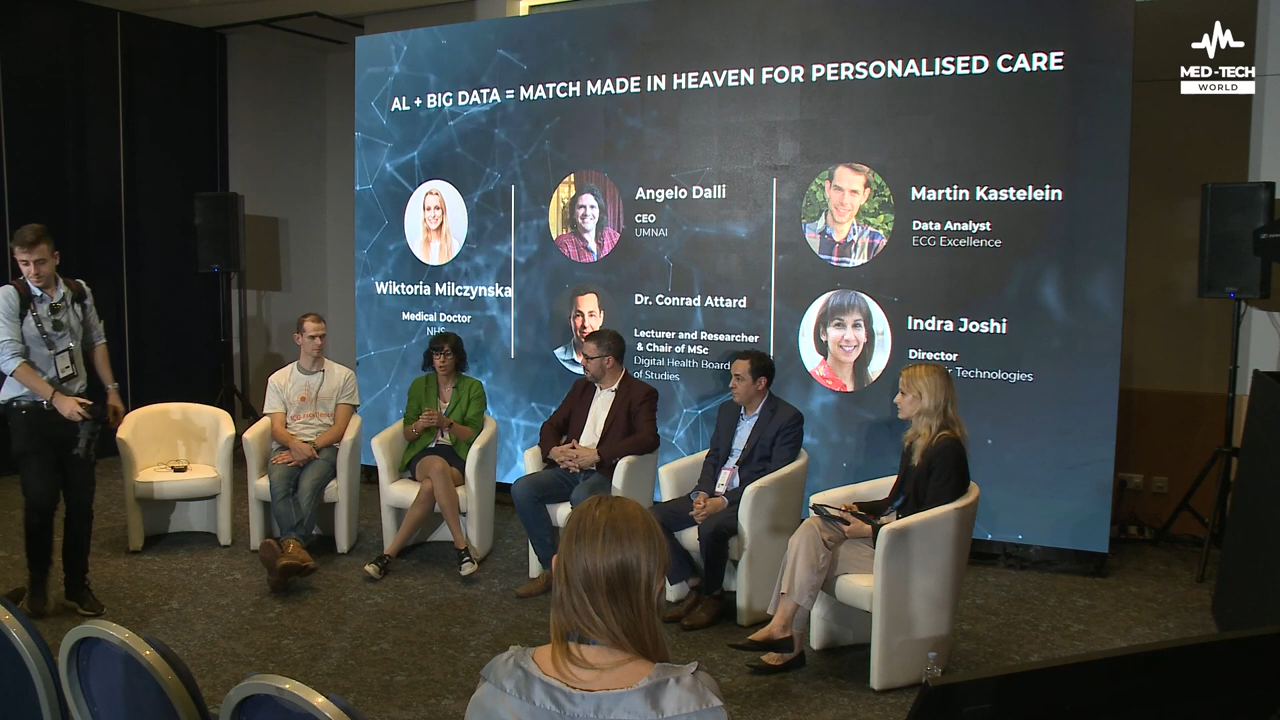 AL + BIG DATA = MATCH MADE IN HEAVEN FOR PERSONALISED CARE
MED-TECH
WORLD
Wiktoria Milczynska
Medical Doctor
NHS
Angelo Dalli
CEO
UMNAI
Dr. Conrad Attard
Lecturer and Researcher
& Chair of MSc
Digital Health Board
of Studies
Martin Kastelein
Data Analyst
ECG Excellence
Indra Joshi
Director
Technologies